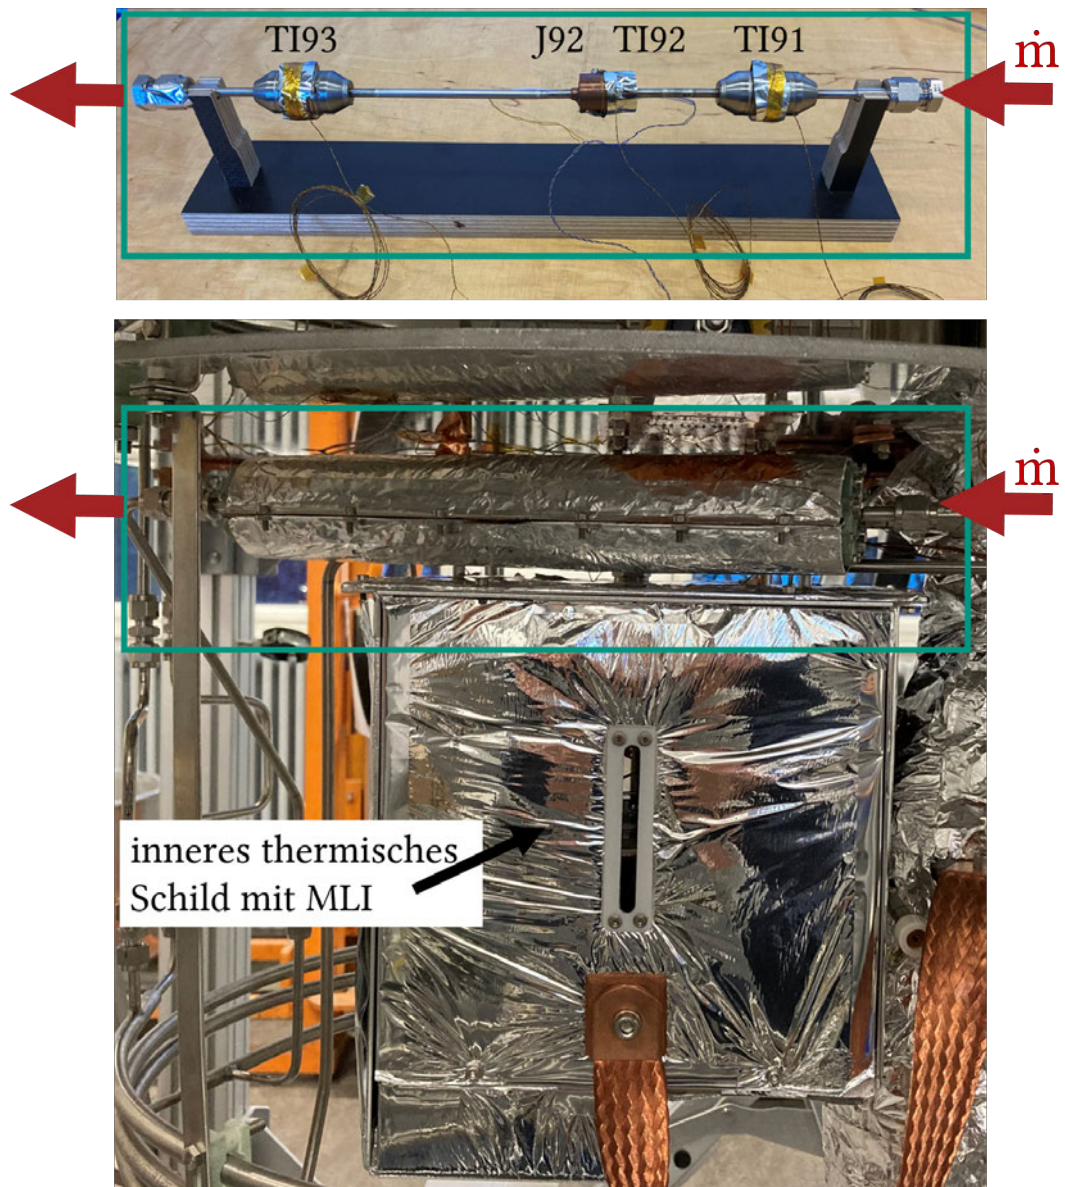 TI93 J92 TI92 TI91
ṁ
ṁ
inneres thermisches
Schild mit MLI